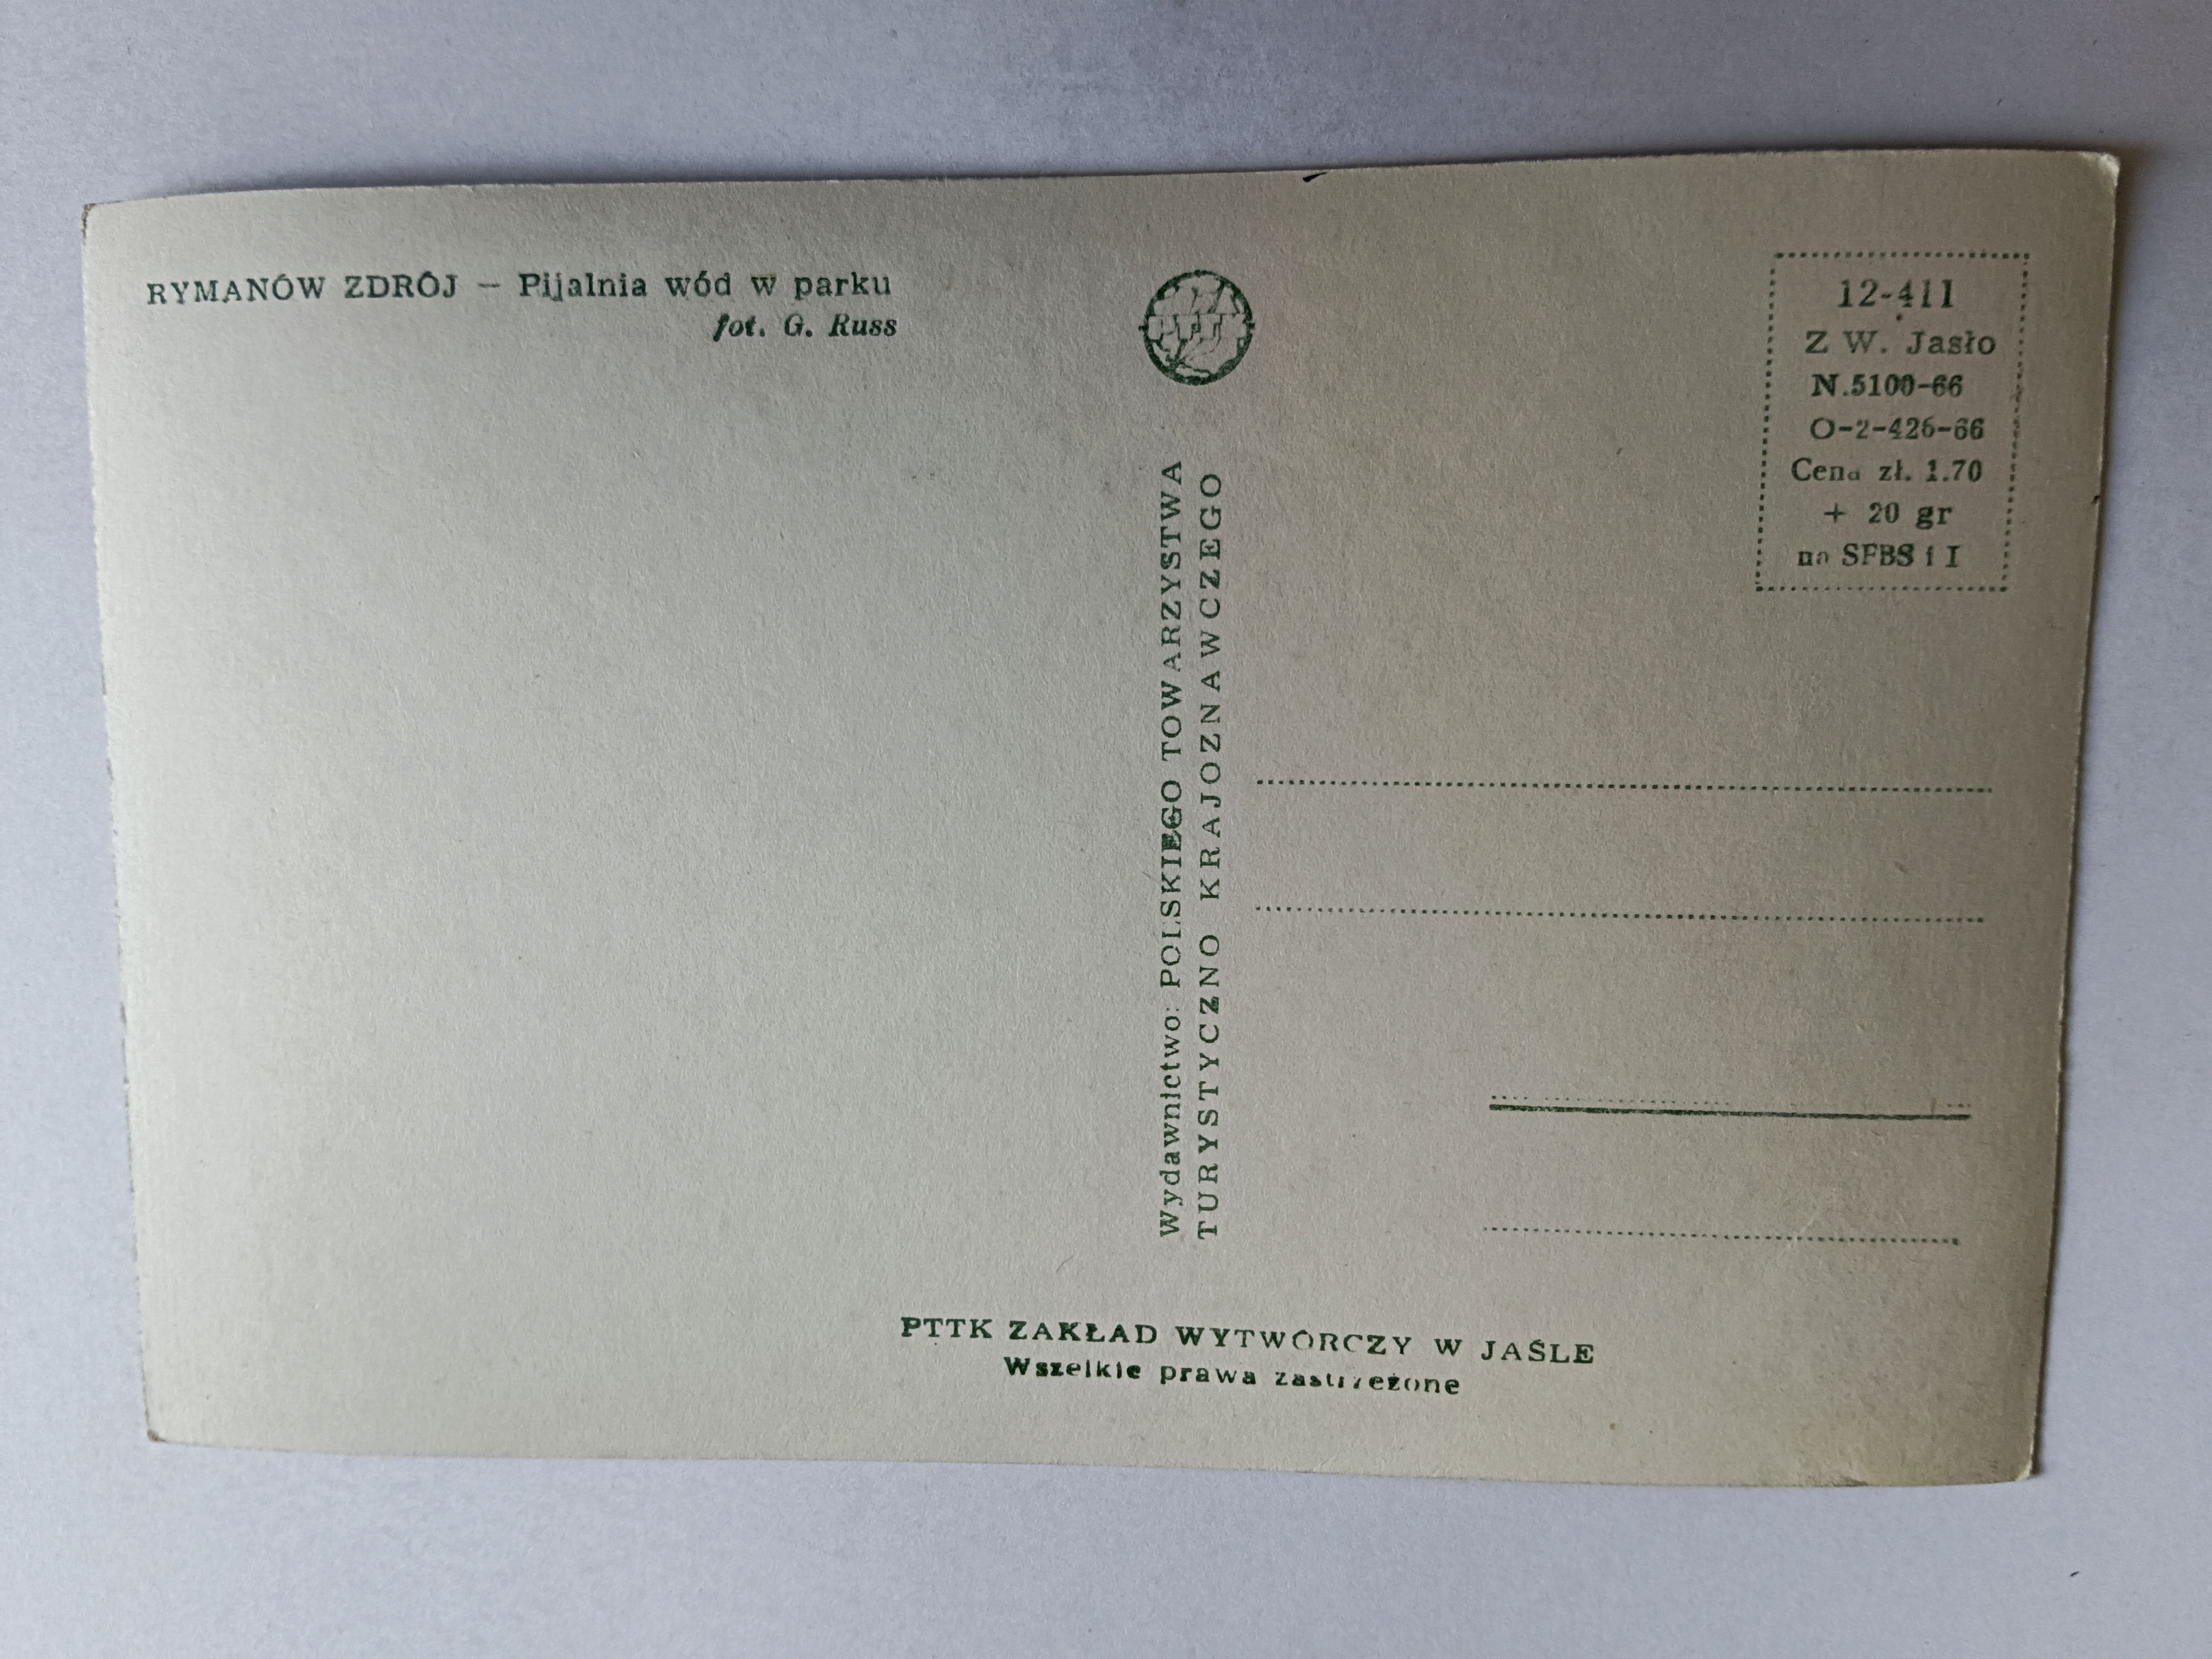 RYMANÓW ZDRÓJ — Pijalnia wód w parku
fot. G. Russ
PTTK
12-411
Z W. Jasło
N.5100-66
O-2-426-66
Cena zł. 1.70
+ 20 gr
na SFBS i I
Wydawnictwo: POLSKIEGO TOWARZYSTWA
TURYSTYCZNO KRAJOZNAWCZEGO
PTTK ZAKŁAD WYTWÓRCZY W JAŚLE
Wszelkie prawa zastrzeżone